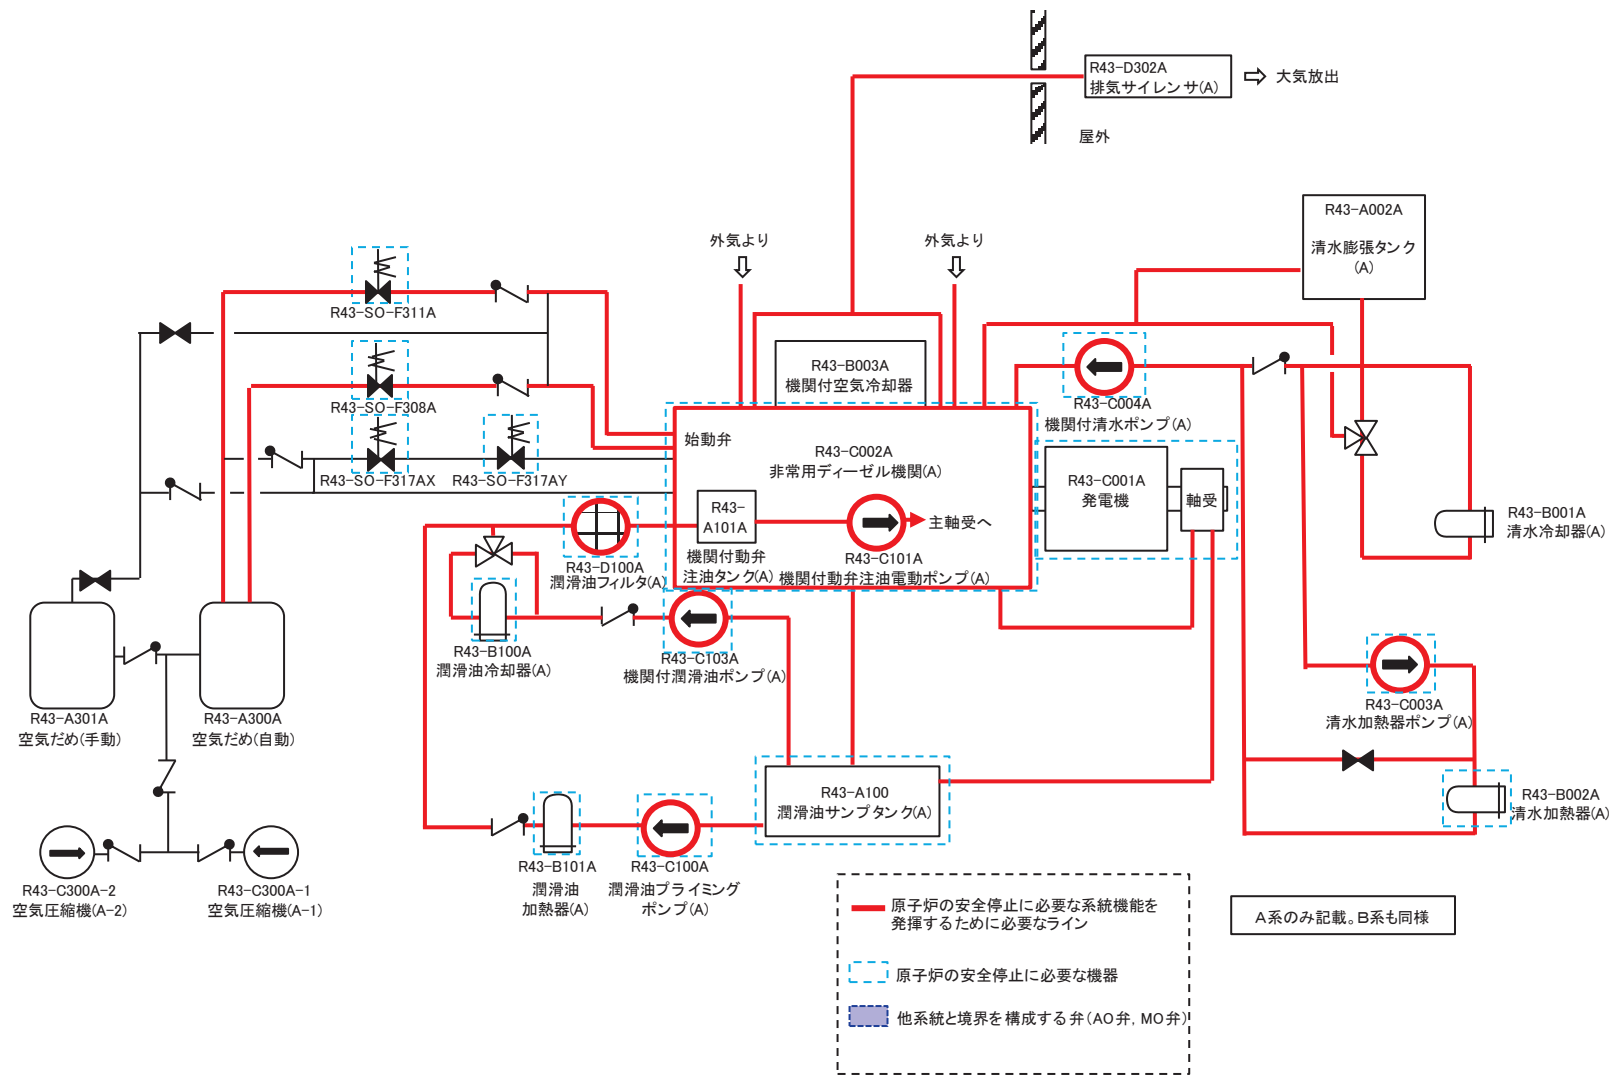 R43-D302A
排気サイレンサ(A)
大気放出
屋外
R43-A002A
清水膨張タンク
(A)
外気より
外気より
R43-SO-F311A
R43-B003A
機関付空気冷却器
R43-SO-F308A
R43-C004A
機関付清水ポンプ(A)
始動弁
R43-C002A
非常用ディーゼル機関(A)
R43-SO-F317AX
R43-SO-F317AY
R43-C001A
発電機
軸受
R43-
A101A
主軸受へ
R43-B001A
清水冷却器(A)
機関付動弁
注油タンク(A)
R43-C101A
機関付動弁注油電動ポンプ(A)
R43-D100A
潤滑油フィルタ(A)
R43-B100A
潤滑油冷却器(A)
R43-C103A
機関付潤滑油ポンプ(A)
R43-A301A
空気だめ(手動)
R43-A300A
空気だめ(自動)
R43-C003A
清水加熱器ポンプ(A)
R43-A100
潤滑油サンプタンク(A)
R43-B002A
清水加熱器(A)
R43-B101A
潤滑油
加熱器(A)
R43-C100A
潤滑油プライミング
ポンプ(A)
R43-C300A-2
空気圧縮機(A-2)
R43-C300A-1
空気圧縮機(A-1)
原子炉の安全停止に必要な系統機能を
発揮するために必要なライン
原子炉の安全停止に必要な機器
他系統と境界を構成する弁(AO弁, MO弁)
A系のみ記載。B系も同様